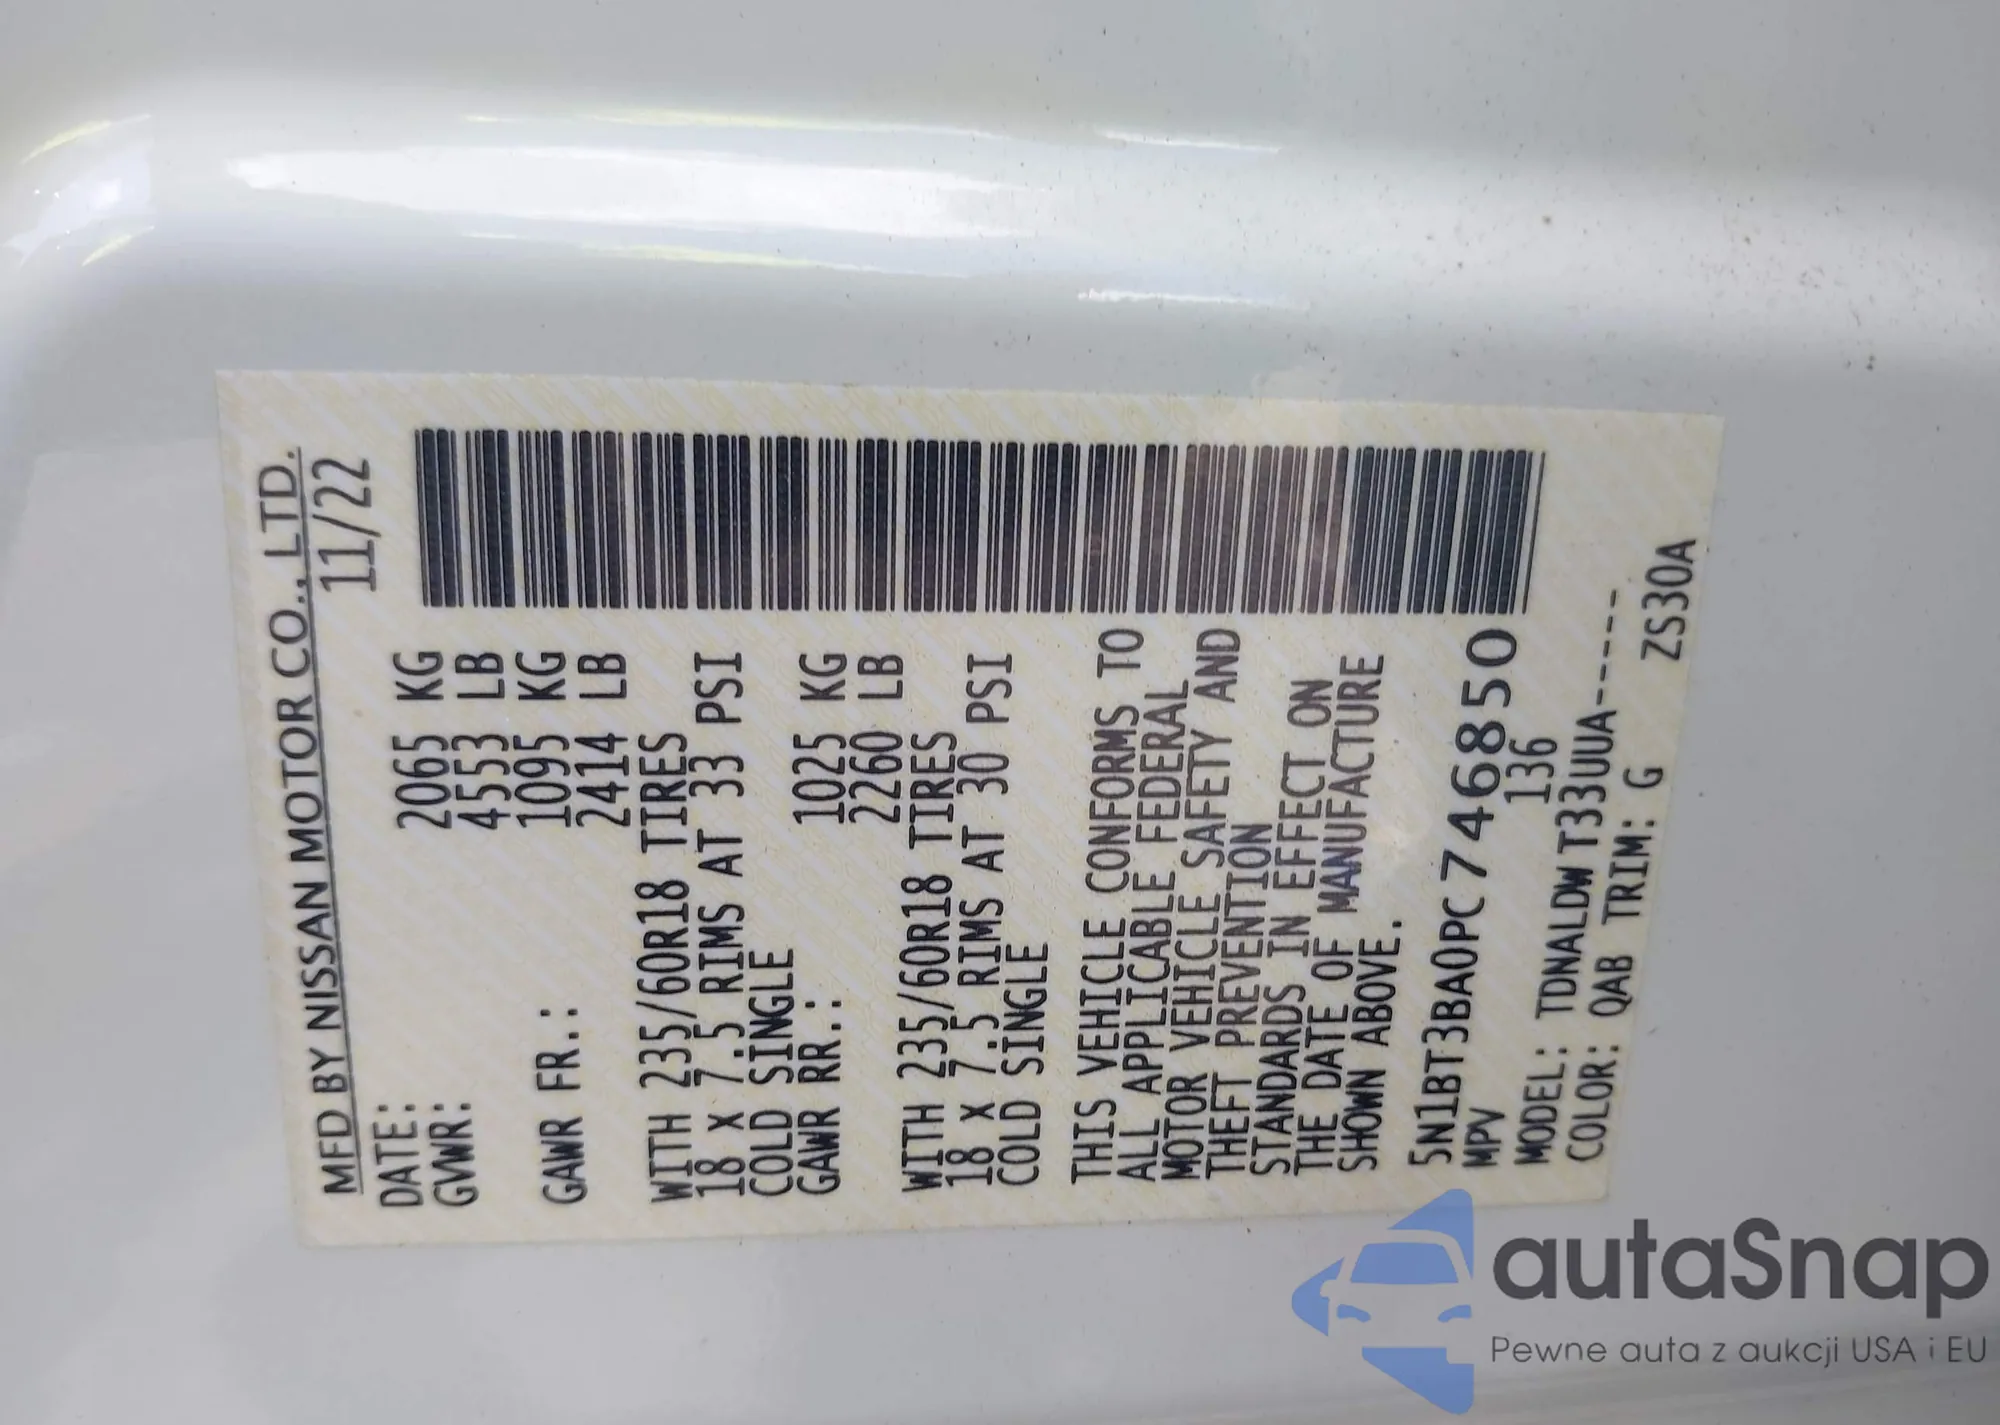 MFD BY NISSAN MOTOR CO., LTD.
DATE: 11/22
GVWR: 2065 KG
4553 LB
GAWR FR.: 1095 KG
2414 LB
WITH 235/60R18 TIRES
18 X 7.5 RIMS AT 33 PSI
COLD SINGLE
GAWR RR.: 1025 KG
2260 LB
WITH 235/60R18 TIRES
18 X 7.5 RIMS AT 30 PSI
COLD SINGLE
THIS VEHICLE CONFORMS TO
ALL APPLICABLE FEDERAL
MOTOR VEHICLE SAFETY AND
THEFT PREVENTION
STANDARDS IN EFFECT ON
THE DATE OF MANUFACTURE
SHOWN ABOVE.
5N1BT3BA0PC746850
MPV 136
MODEL: TDNALDW T33UUUA-----
COLOR: QAB TRIM: G ZS30A
autaSnap
Pewne auta z aukcji USA i EU